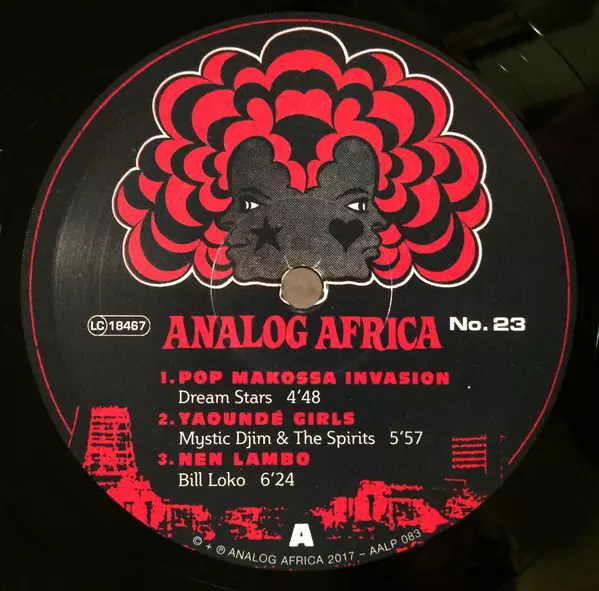 LC 18467
ANALOG AFRICA No. 23
1. POP MAKOSSA INVASION
Dream Stars 4'48
2. YAOUNDÉ GIRLS
Mystic Djim & The Spirits 5'57
3. NEN LAMBO
Bill Loko 6'24
A
© + ℗ ANALOG AFRICA 2017 – AALP 083